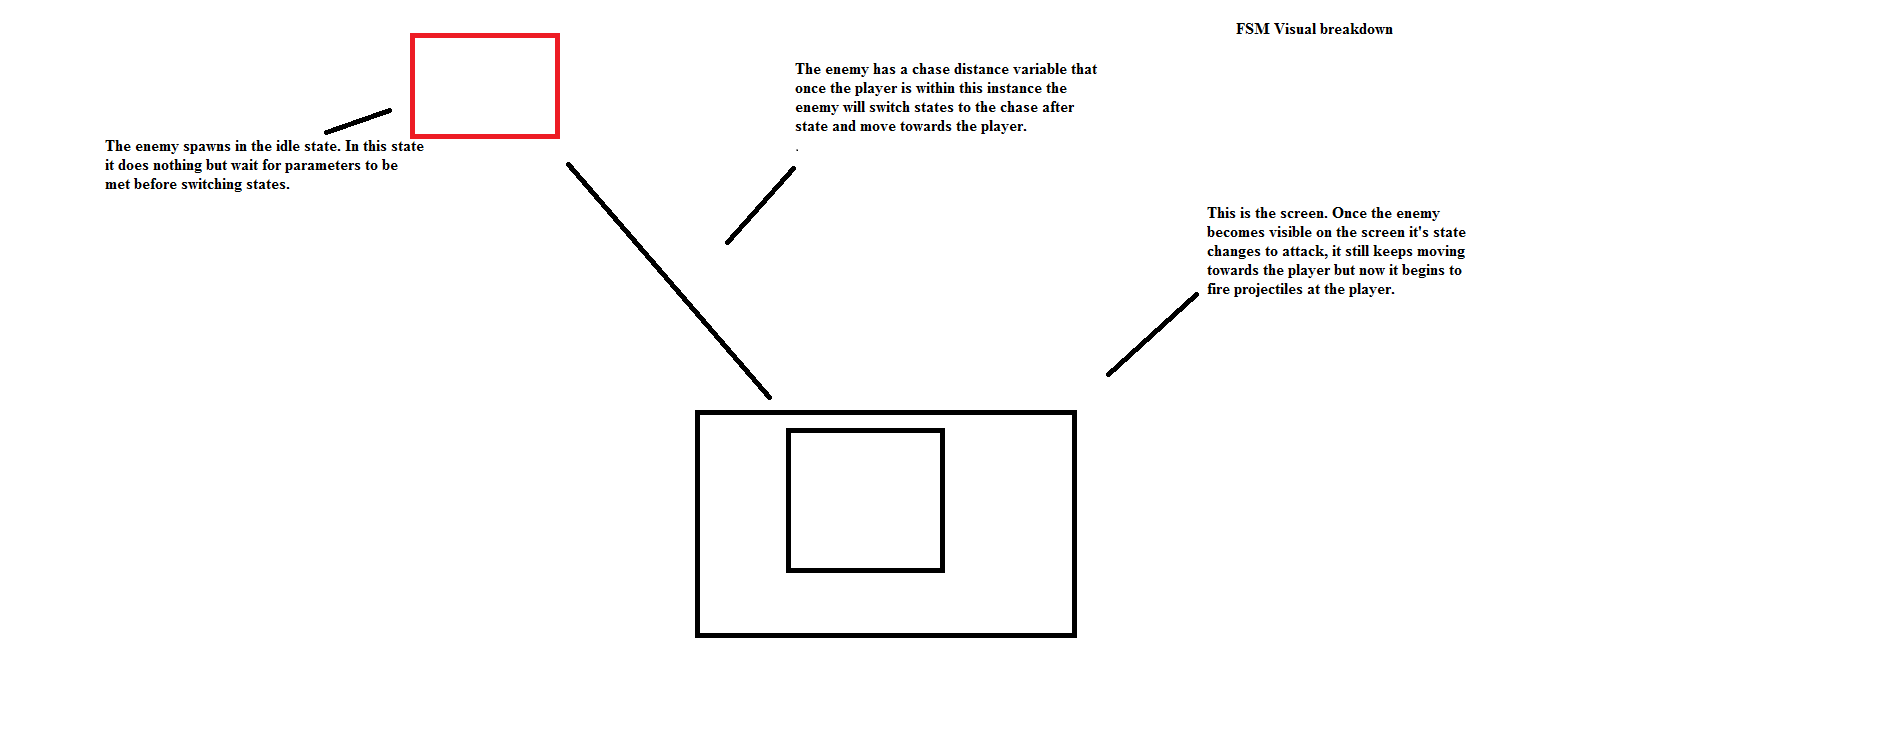 FSM Visual breakdown
The enemy has a chase distance variable that
once the player is within this instance the
enemy will switch states to the chase after
state and move towards the player.
.
The enemy spawns in the idle state. In this state
it does nothing but wait for parameters to be
met before switching states.
This is the screen. Once the enemy
becomes visible on the screen it's state
changes to attack, it still keeps moving
towards the player but now it begins to
fire projectiles at the player.